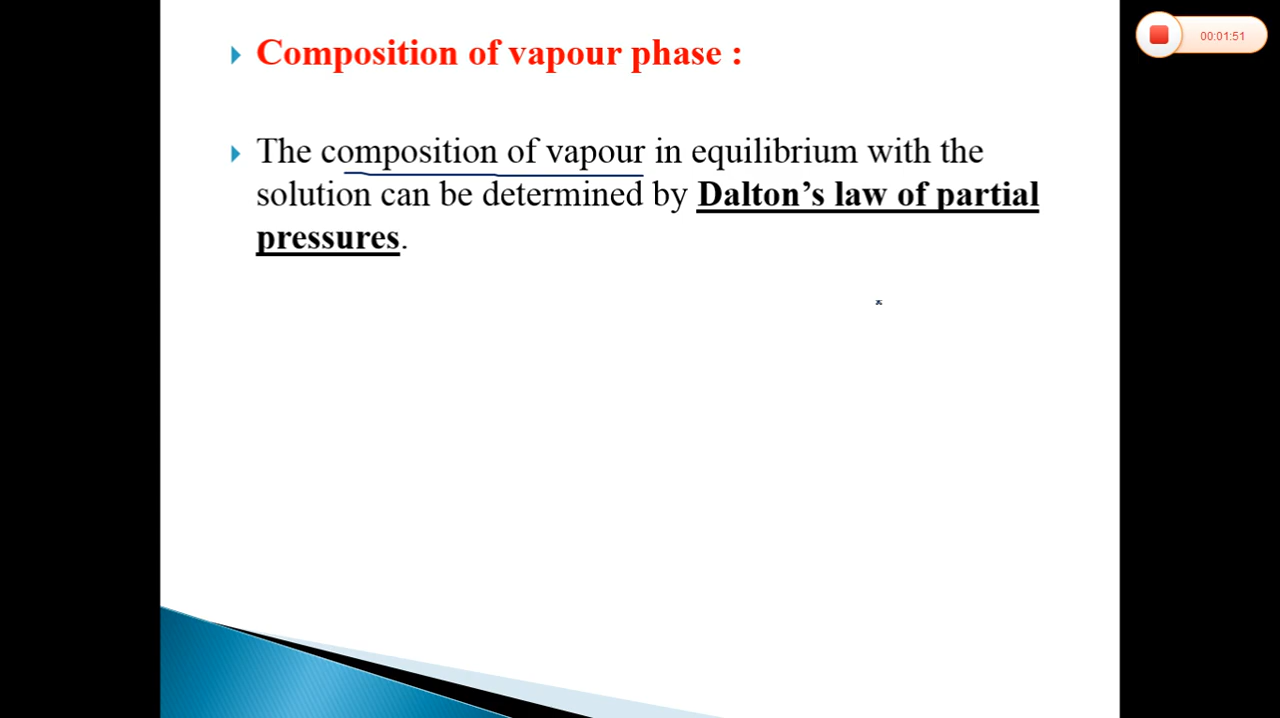 00:01:51
Composition of vapour phase :
The composition of vapour in equilibrium with the
solution can be determined by Dalton’s law of partial
pressures.